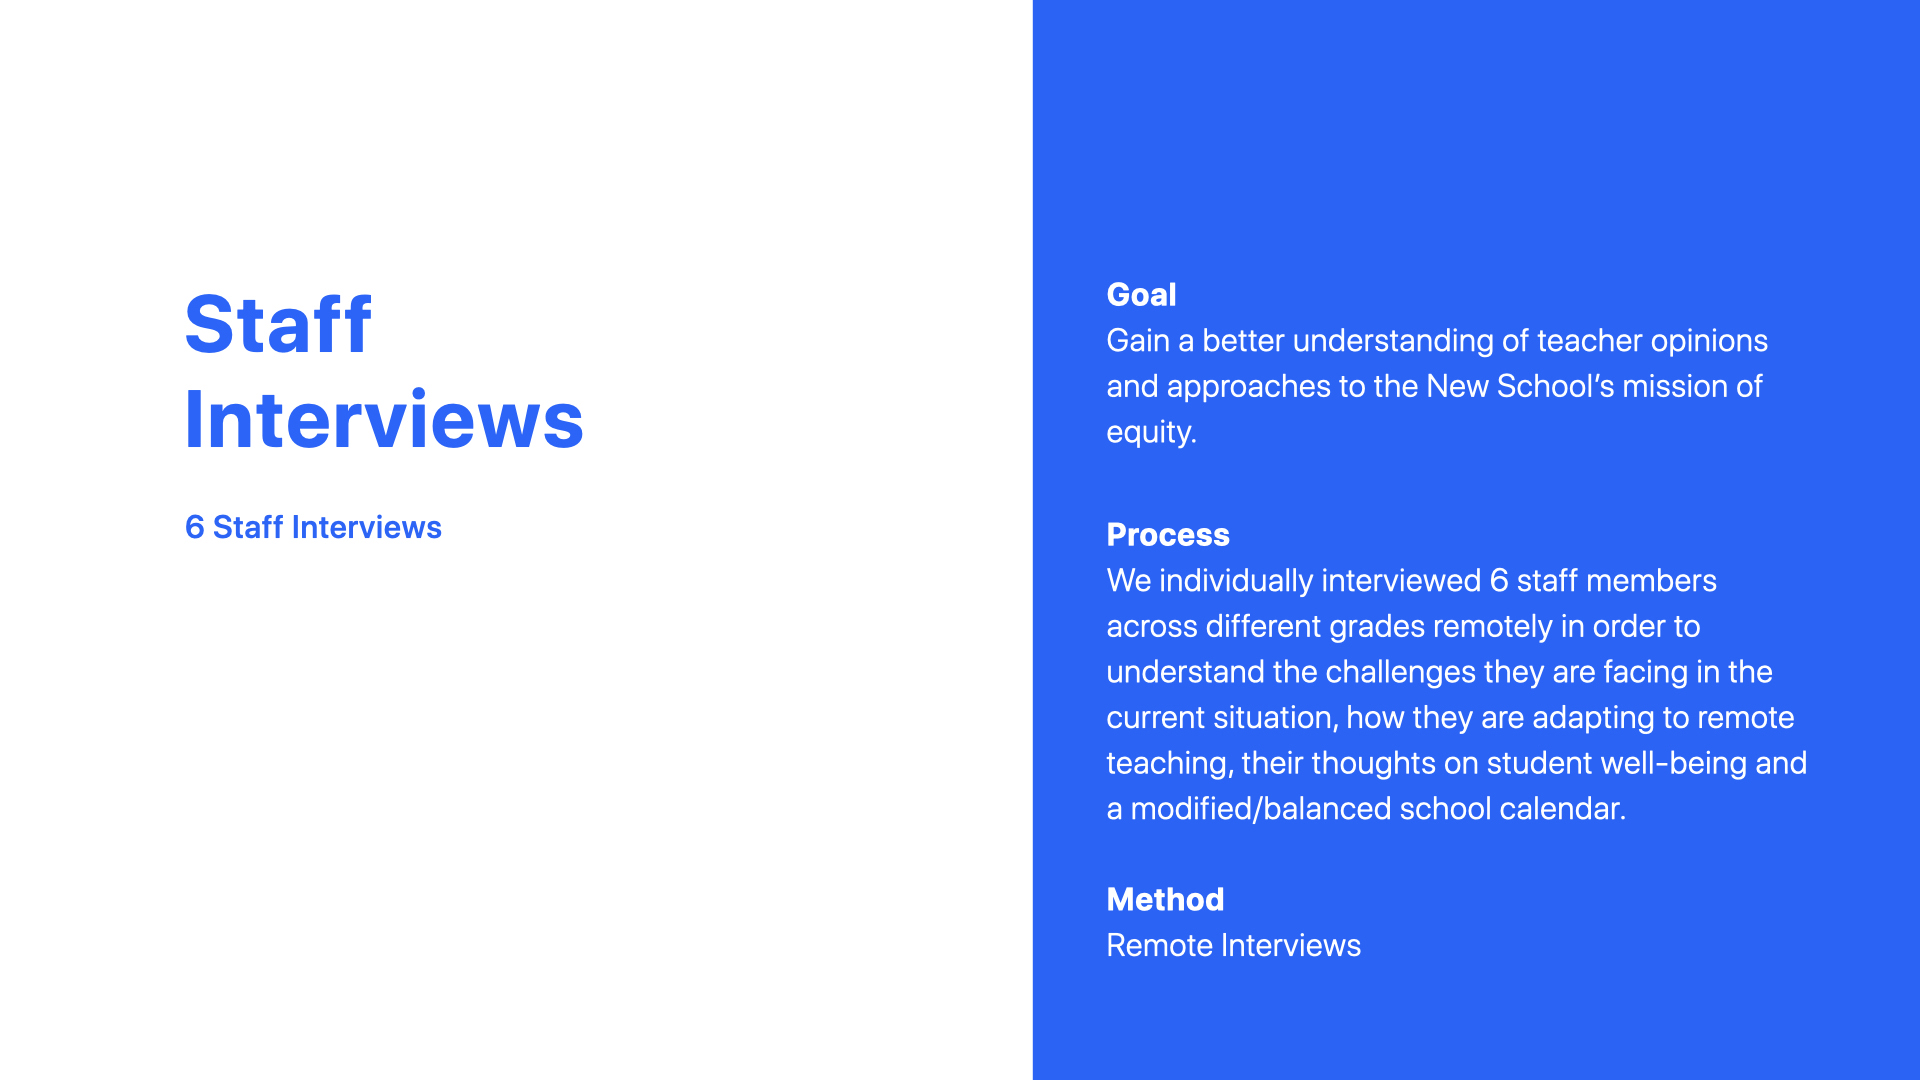 Staff
Interviews
6 Staff Interviews
Goal
Gain a better understanding of teacher opinions
and approaches to the New School’s mission of
equity.
Process
We individually interviewed 6 staff members
across different grades remotely in order to
understand the challenges they are facing in the
current situation, how they are adapting to remote
teaching, their thoughts on student well-being and
a modified/balanced school calendar.
Method
Remote Interviews